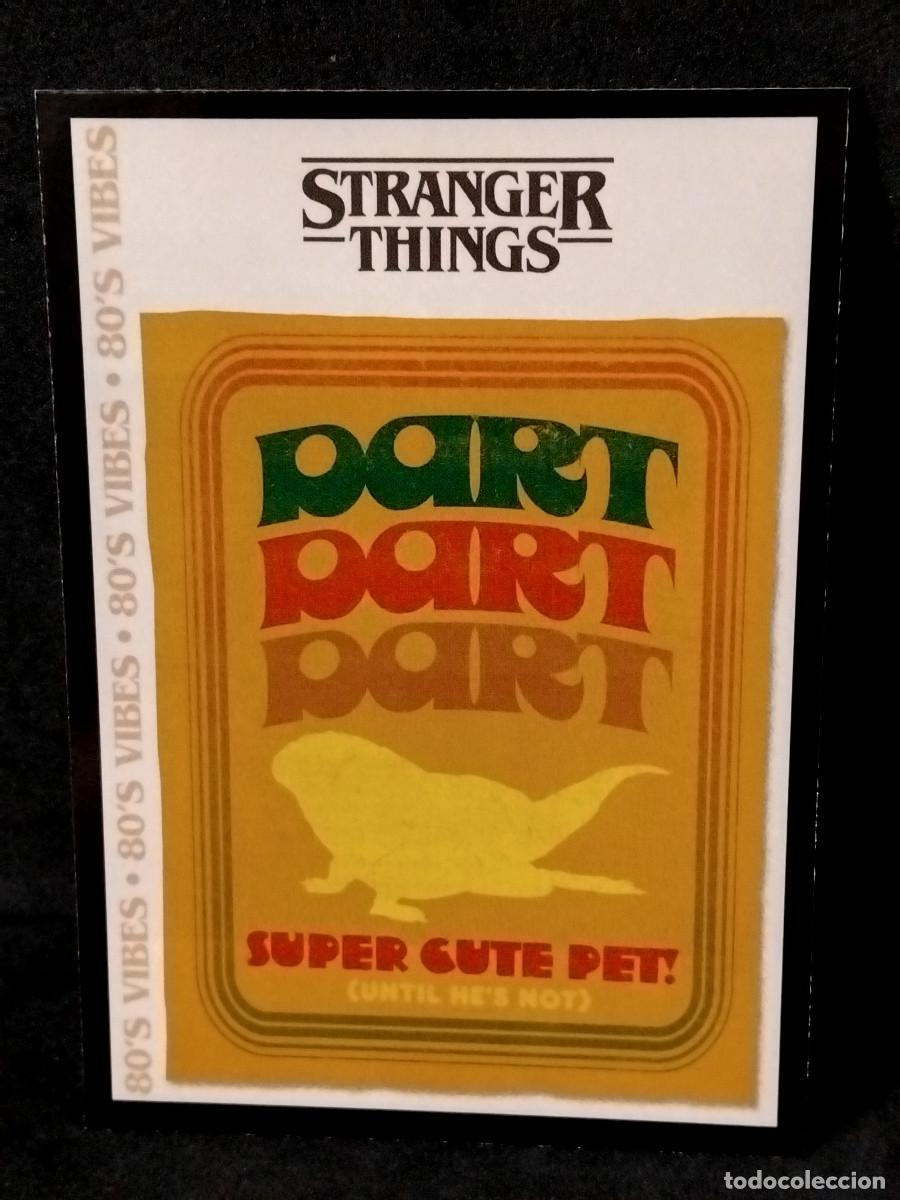 STRANGER
THINGS
80'S VIBES • 80'S VIBES • 80'S VIBES • 80'S VIBES
DART
DART
DART
SUPER CUTE PET!
(UNTIL HE'S NOT)
todocoleccion